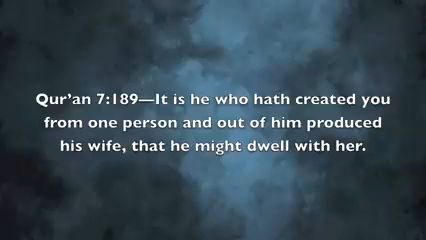 Qur’an 7:189—It is he who hath created you
from one person and out of him produced
his wife, that he might dwell with her.